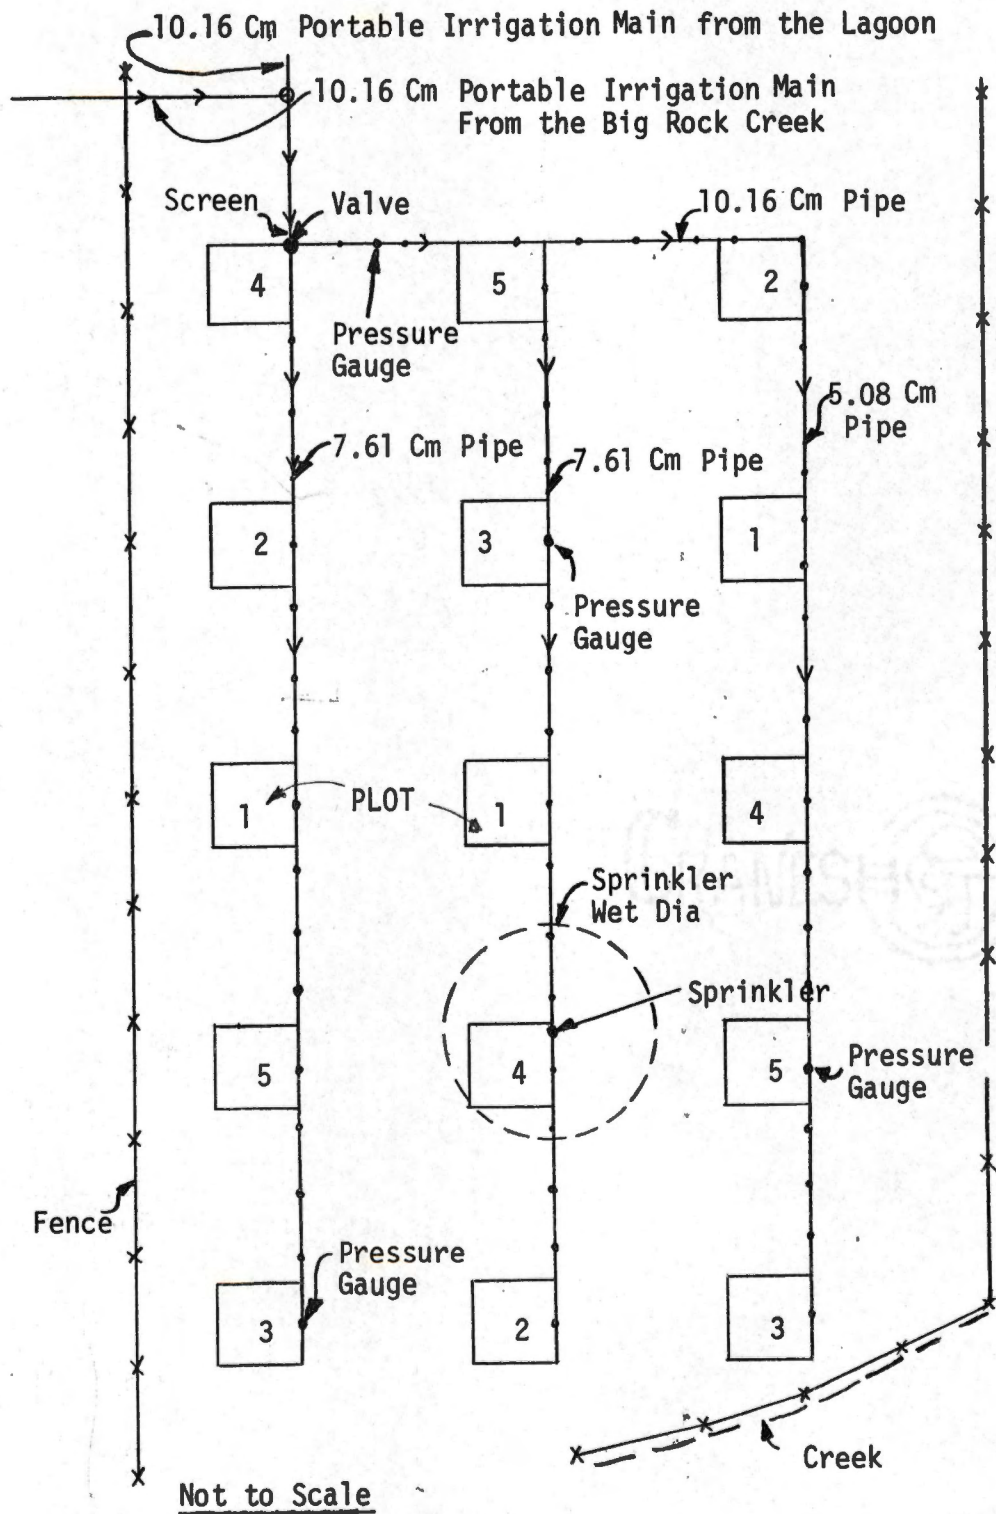 10.16 Cm Portable Irrigation Main from the Lagoon
10.16 Cm Portable Irrigation Main
From the Big Rock Creek
Screen Valve
10.16 Cm Pipe
4 5 2
Pressure
Gauge
5.08 Cm
Pipe
7.61 Cm Pipe
7.61 Cm Pipe
2 3 1
Pressure
Gauge
1 PLOT 1 4
Sprinkler
Wet Dia
Sprinkler
5 4 5
Pressure
Gauge
Fence
Pressure
Gauge
3 2 3
Creek
Not to Scale